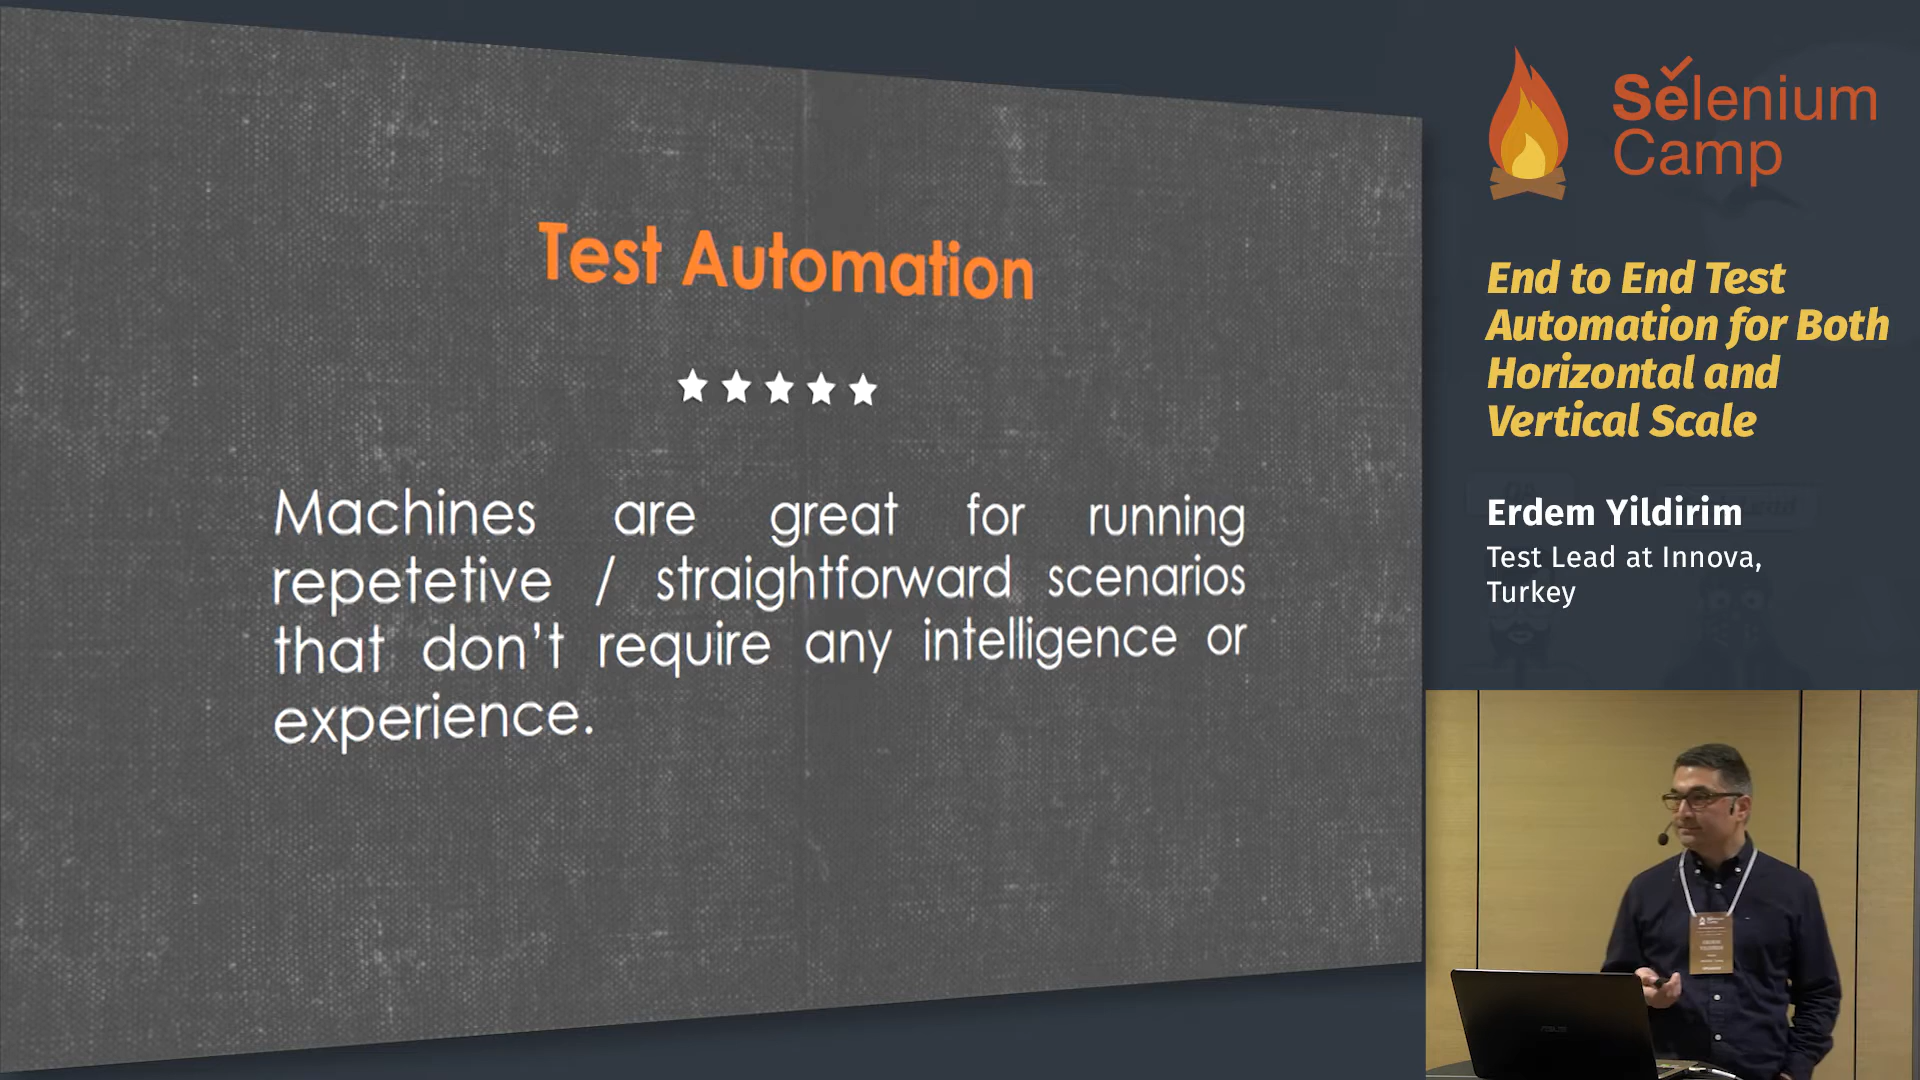 Test Automation
Machines are great for running
repetetive / straightforward scenarios
that don't require any intelligence or
experience.
Selenium
Camp
End to End Test
Automation for Both
Horizontal and
Vertical Scale
Erdem Yildirim
Test Lead at Innova,
Turkey
ASUS